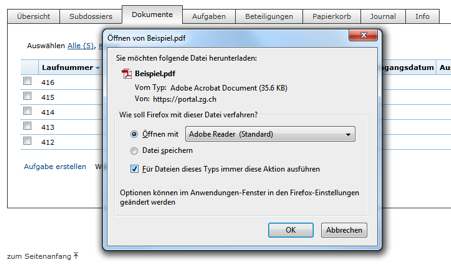 Übersicht Subdossiers Dokumente Aufgaben Beteiligungen Papierkorb Journal Info
Auswählen Alle (5),
Laufnummer
416
415
414
413
412
Aufgabe erstellen
zum Seitenanfang
Öffnen von Beispiel.pdf
Sie möchten folgende Datei herunterladen:
Beispiel.pdf
Vom Typ: Adobe Acrobat Document (35.6 KB)
Von: https://portal.zg.ch
Wie soll Firefox mit dieser Datei verfahren?
Öffnen mit Adobe Reader (Standard)
Datei speichern
Für Dateien dieses Typs immer diese Aktion ausführen
Optionen können im Anwendungen-Fenster in den Firefox-Einstellungen
geändert werden
OK Abbrechen